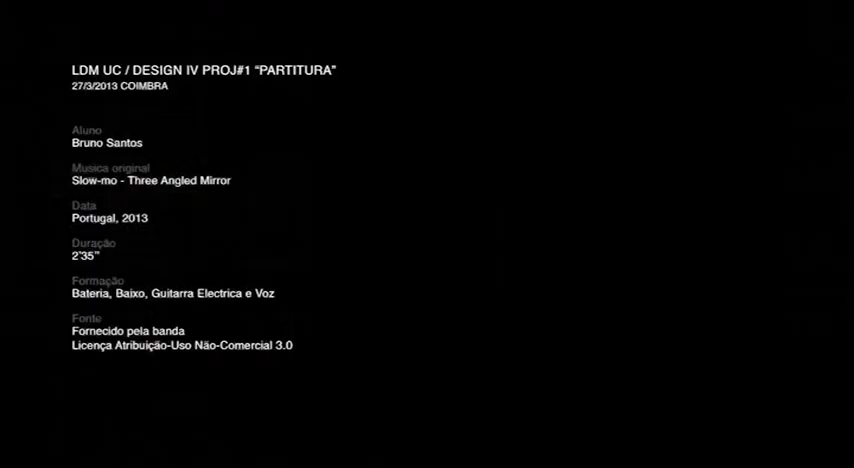 LDM UC / DESIGN IV PROJ#1 “PARTITURA”
27/3/2013 COIMBRA
Aluno
Bruno Santos
Musica original
Slow-mo - Three Angled Mirror
Data
Portugal, 2013
Duração
2’35’’
Formação
Bateria, Baixo, Guitarra Electrica e Voz
Fonte
Fornecido pela banda
Licença Atribuição-Uso Não-Comercial 3.0